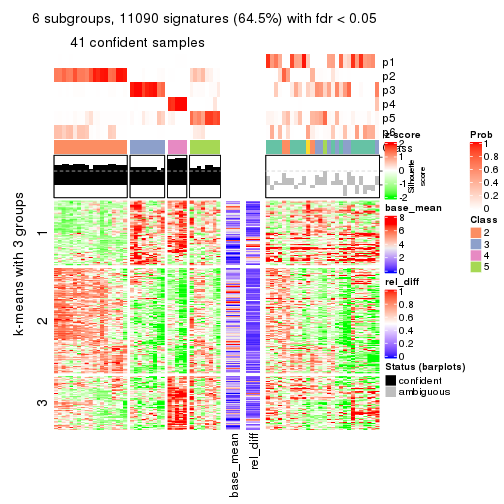 6 subgroups, 11090 signatures (64.5%) with fdr < 0.05
41 confident samples
p1
p2
p3
p4
p5
p6
Class
Silhouette
score
k-means with 3 groups
1
2
3
base_mean
rel_diff
z-score
2
1
0
-1
-2
base_mean
8
6
4
2
0
rel_diff
1
0.8
0.6
0.4
0.2
0
Status (barplots)
confident
ambiguous
Prob
1
0.8
0.6
0.4
0.2
0
Class
2
3
4
5